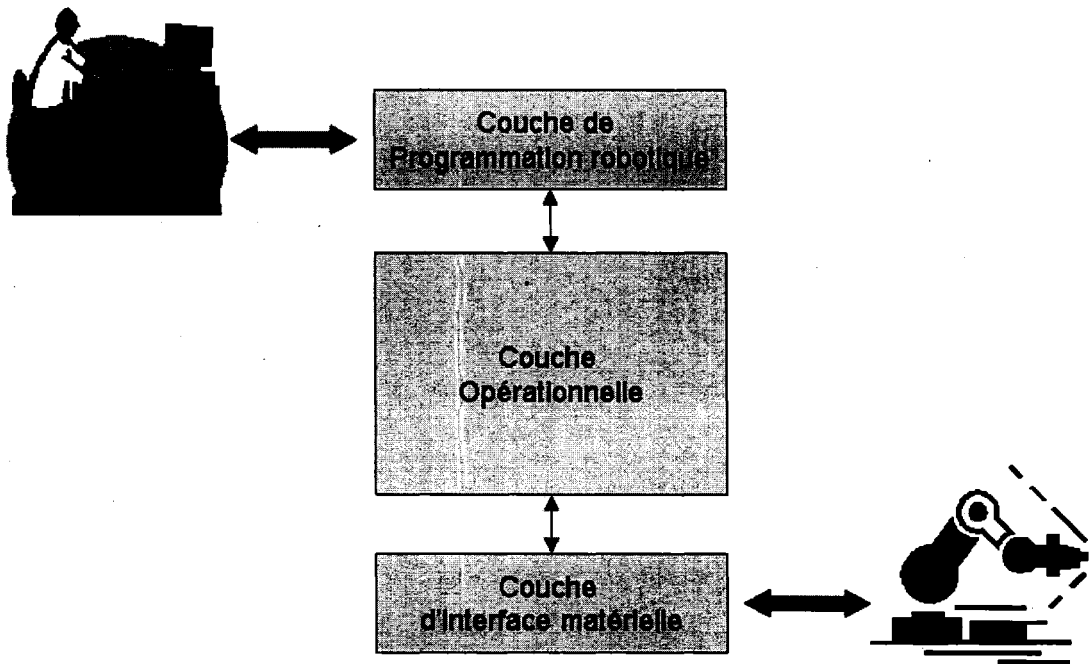 Couche de
Programmation robotique
Couche
Opérationnelle
Couche
d'interface matérielle